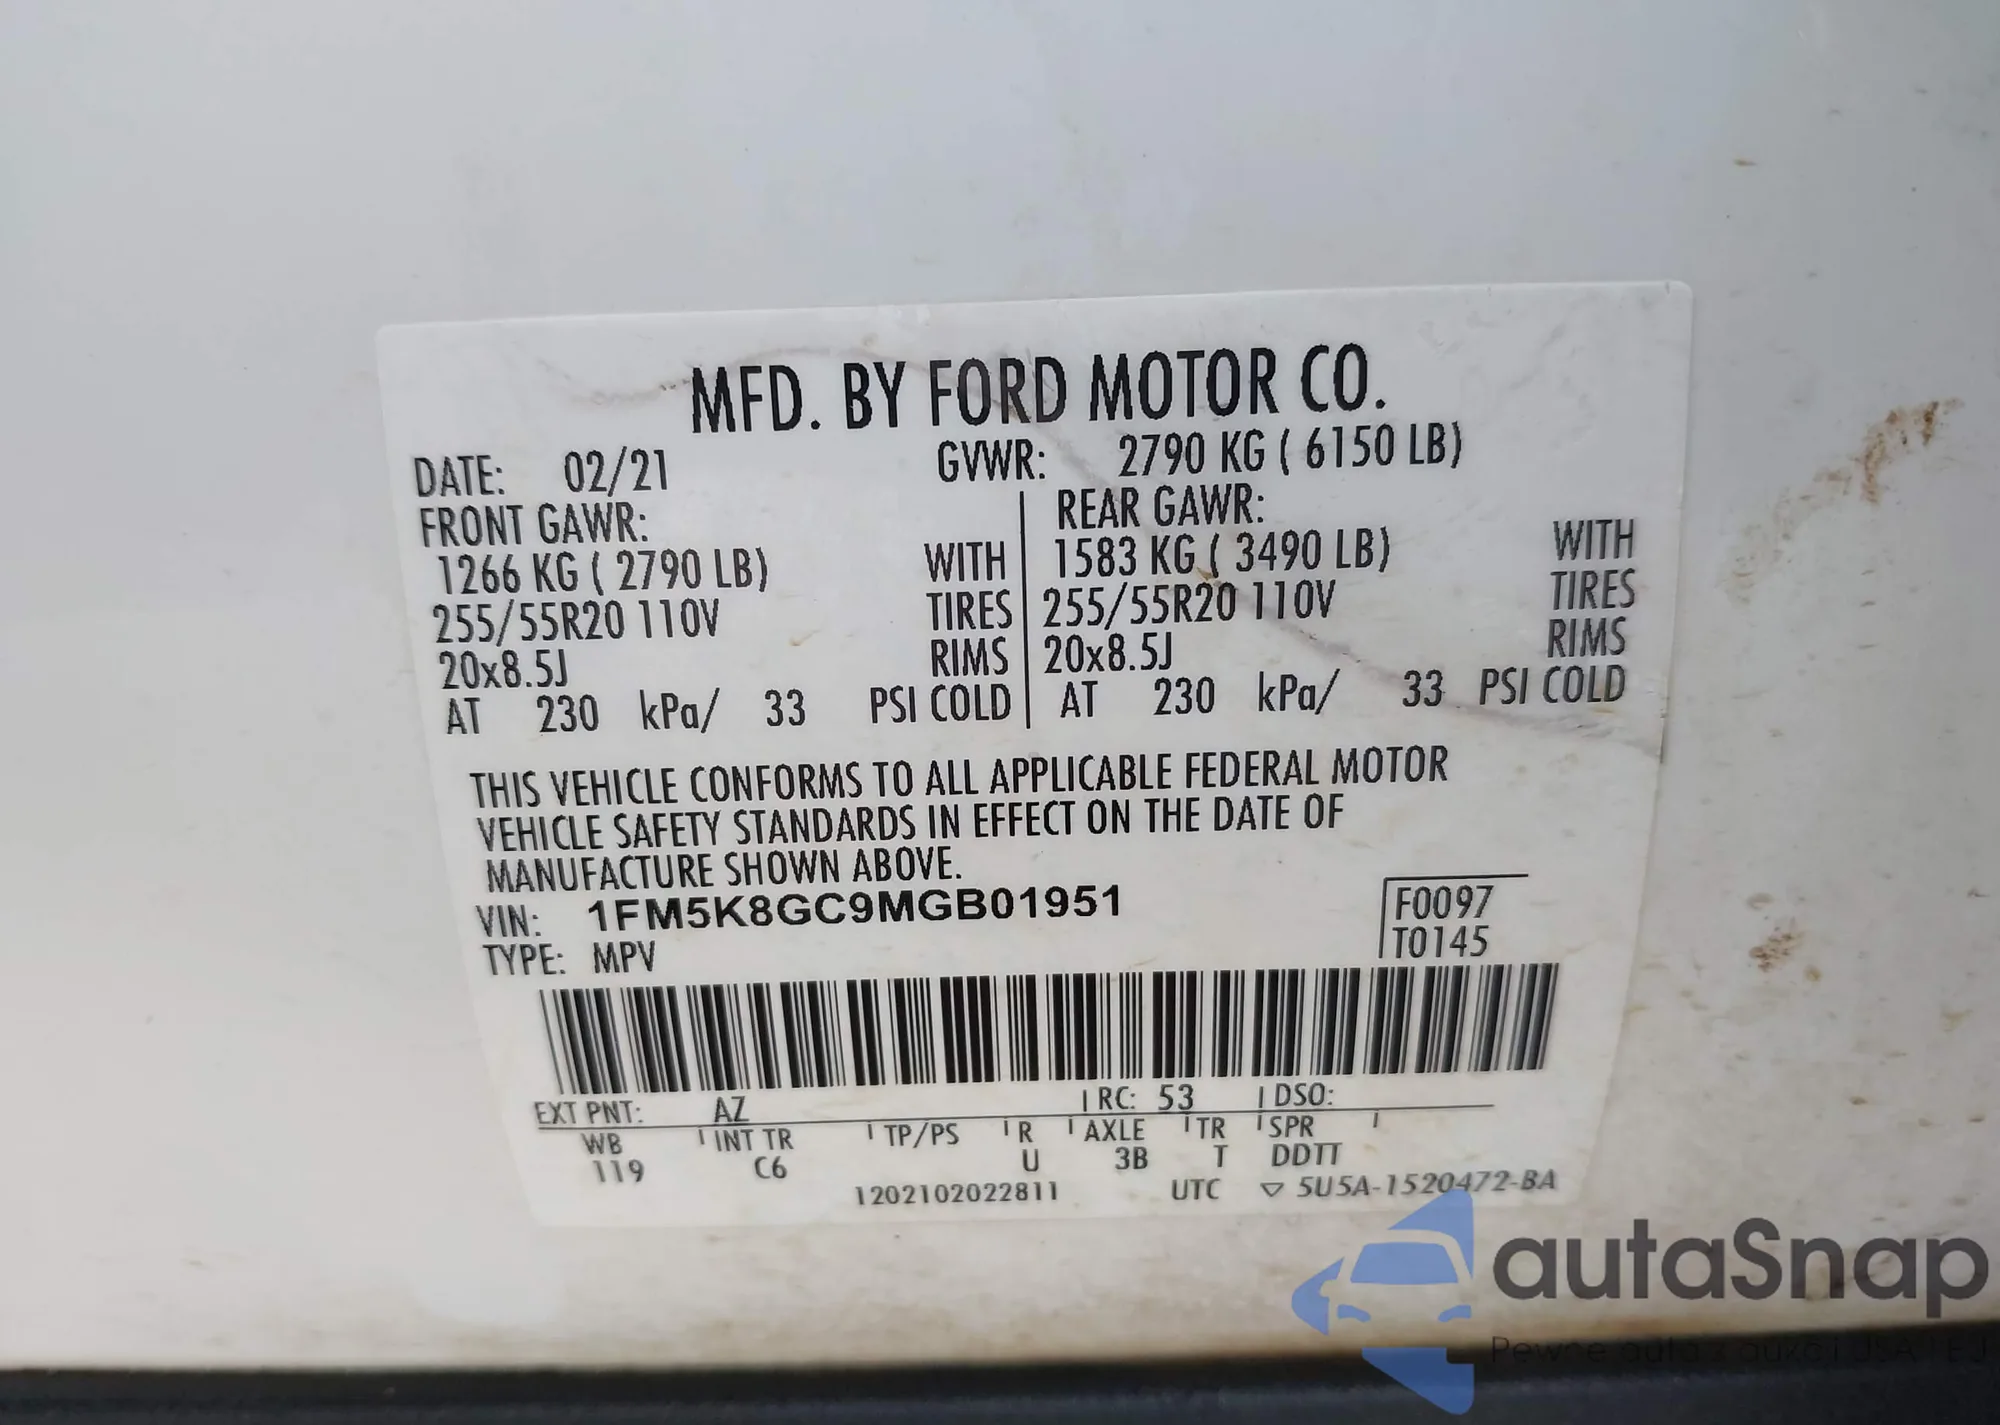 MFD. BY FORD MOTOR CO.
DATE: 02/21 GVWR: 2790 KG ( 6150 LB)
FRONT GAWR: REAR GAWR:
1266 KG ( 2790 LB) WITH 1583 KG ( 3490 LB) WITH
255/55R20 110V TIRES 255/55R20 110V TIRES
20x8.5J RIMS 20x8.5J RIMS
AT 230 kPa/ 33 PSI COLD AT 230 kPa/ 33 PSI COLD
THIS VEHICLE CONFORMS TO ALL APPLICABLE FEDERAL MOTOR
VEHICLE SAFETY STANDARDS IN EFFECT ON THE DATE OF
MANUFACTURE SHOWN ABOVE.
VIN: 1FM5K8GC9MGB01951 F0097
TYPE: MPV T0145
EXT PNT: AZ RC: 53 DSO:
WB INT TR TP/PS R AXLE TR SPR
119 C6 U 3B T DDTT
1202102022811 UTC ▽ 5U5A-1520472-BA
autaSnap
Pewne auta z aukcji USA i EU